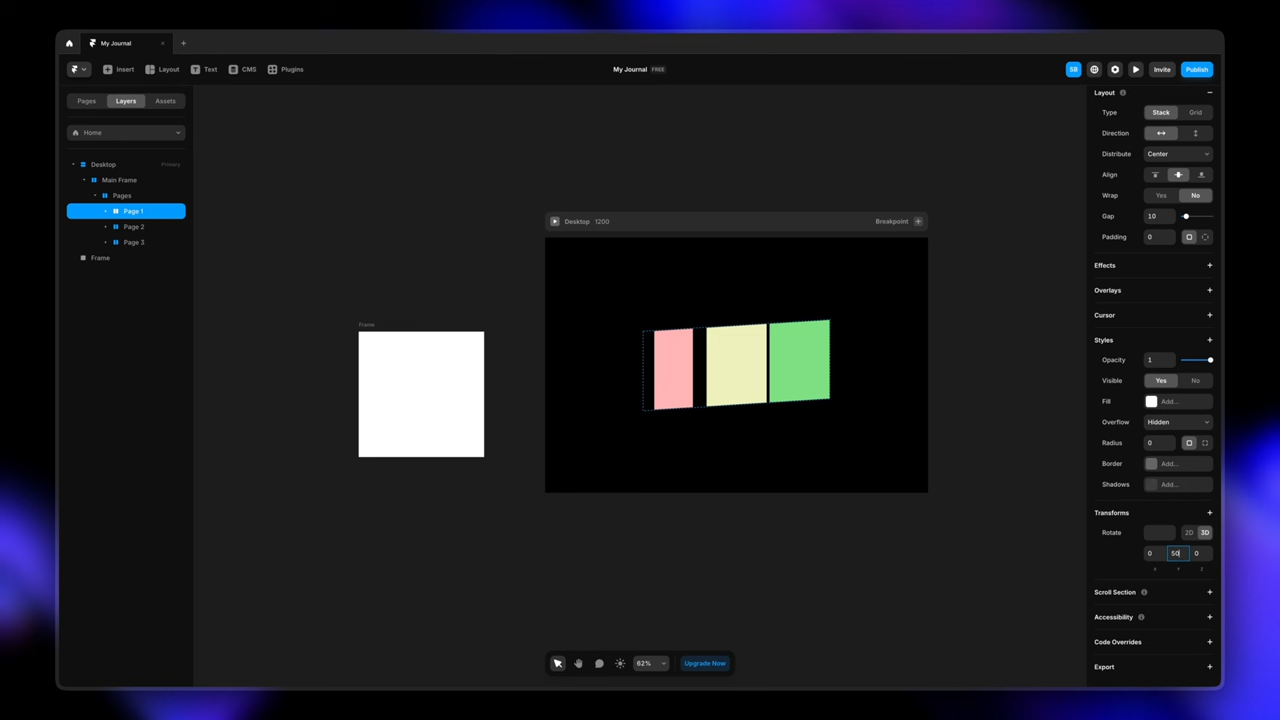 My Journal
Insert Layout Text CMS Plugins
My Journal FREE
SB Invite Publish
Pages Layers Assets
Home
Desktop Primary
Main Frame
Pages
Page 1
Page 2
Page 3
Frame
Frame
Desktop 1200 Breakpoint
62% Upgrade Now
Layout
Type Stack Grid
Direction
Distribute Center
Align
Wrap Yes No
Gap 10
Padding 0
Effects
Overlays
Cursor
Styles
Opacity 1
Visible Yes No
Fill Add...
Overflow Hidden
Radius 0
Border Add...
Shadows Add...
Transforms
Rotate 2D 3D
0 50 0
X Y Z
Scroll Section
Accessibility
Code Overrides
Export